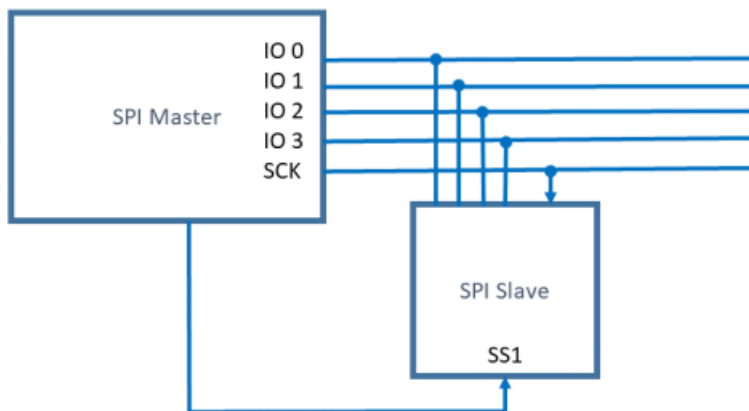 IO 0
IO 1
SPI Master
IO 2
IO 3
SCK
SPI Slave
SS1